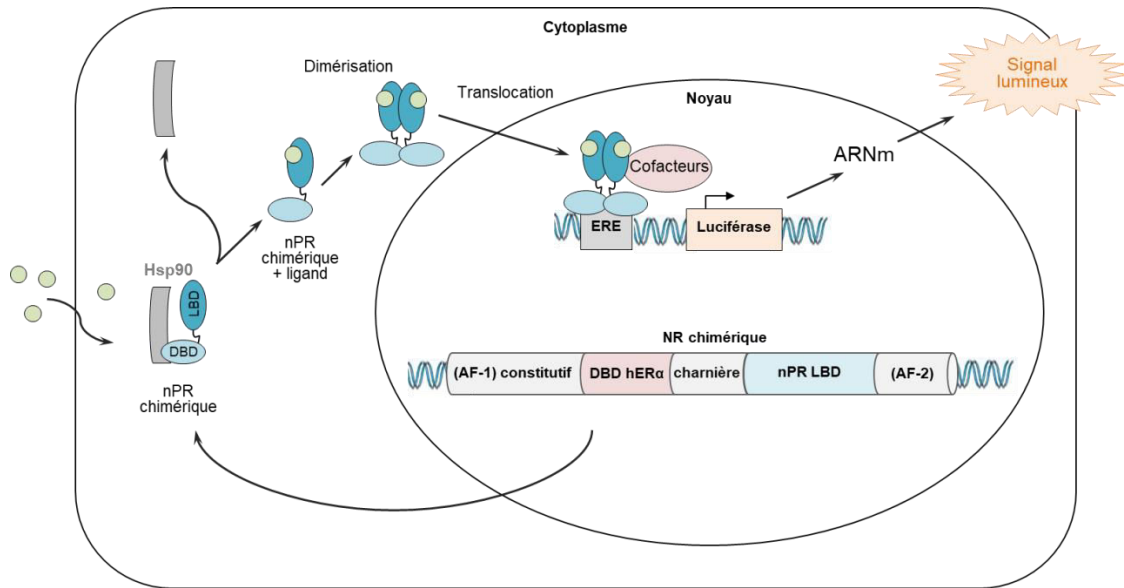 Cytoplasme
Signal
lumineux
Dimérisation
Translocation
Noyau
ARNm
Cofacteurs
ERE
Luciférase
nPR
chimérique
+ ligand
Hsp90
LBD
DBD
nPR
chimérique
NR chimérique
(AF-1) constitutif
DBD hERα
charnière
nPR LBD
(AF-2)